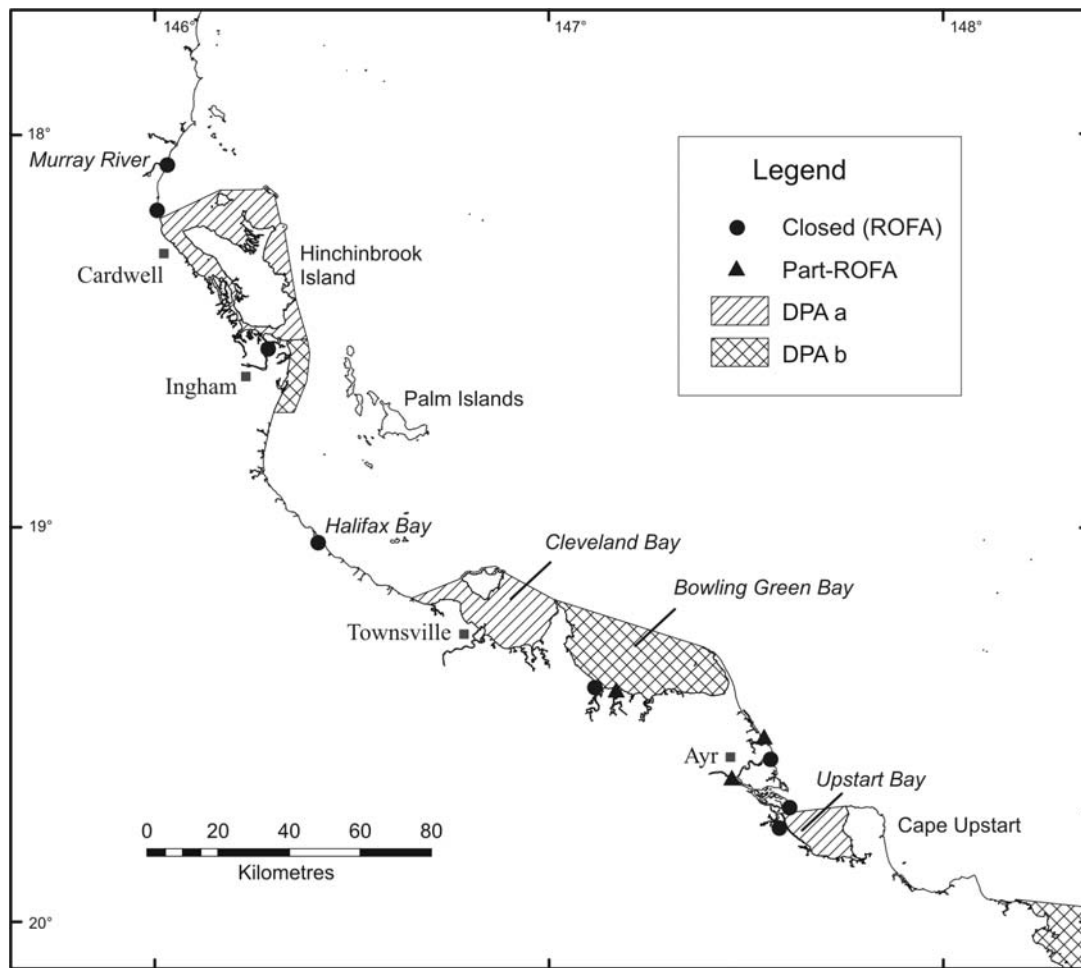 146°
147°
148°
18°
Murray River
Legend
Closed (ROFA)
Part-ROFA
DPA a
DPA b
Hinchinbrook
Island
Cardwell
Ingham
Palm Islands
19°
Halifax Bay
Cleveland Bay
Bowling Green Bay
Townsville
Ayr
Upstart Bay
Cape Upstart
0 20 40 60 80
Kilometres
20°